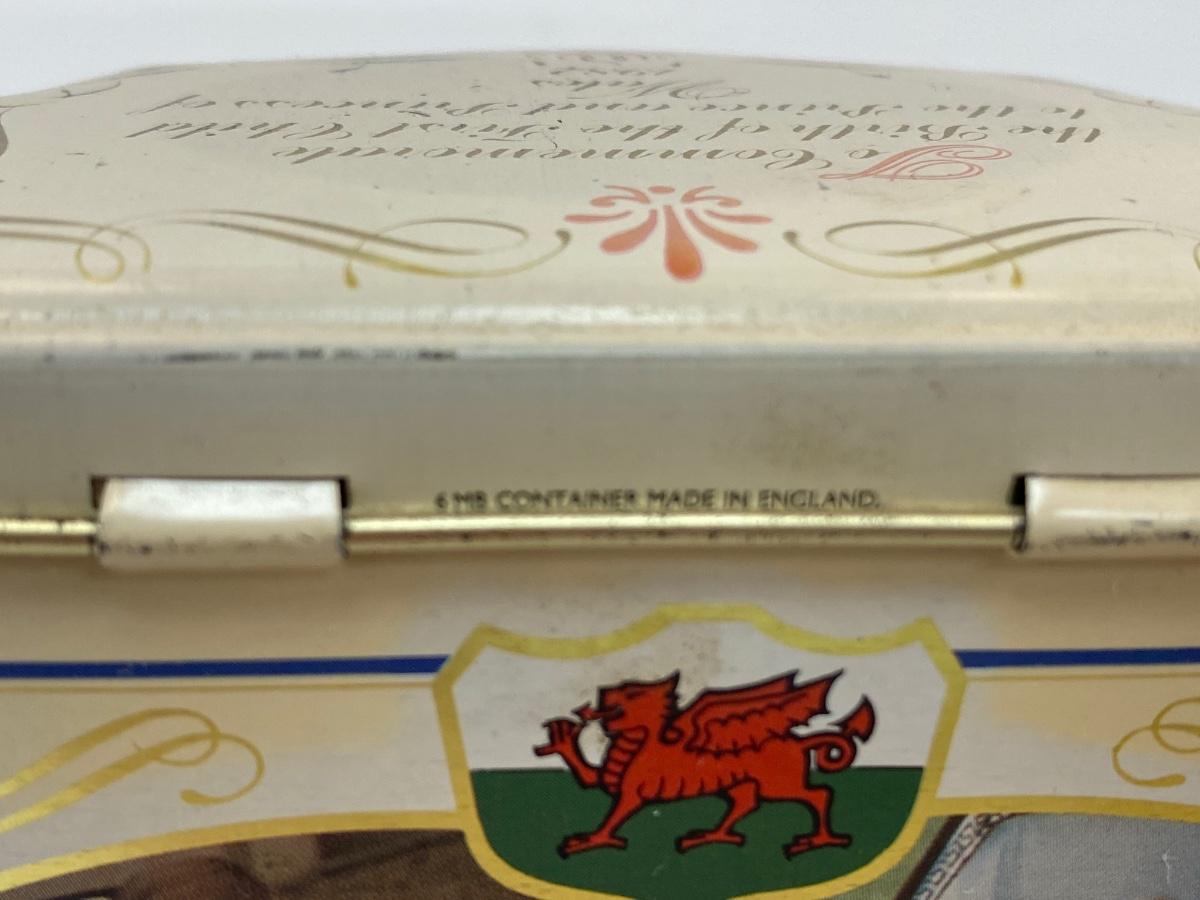 To Commemorate
the Birth of the First Child
to the Prince and Princess of
Wales
1982
6 MB CONTAINER MADE IN ENGLAND.